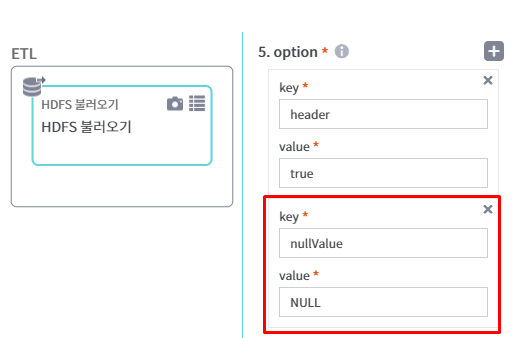 ETL
HDFS 불러오기
HDFS 불러오기
5. option *
key *
header
value *
true
key *
nullValue
value *
NULL